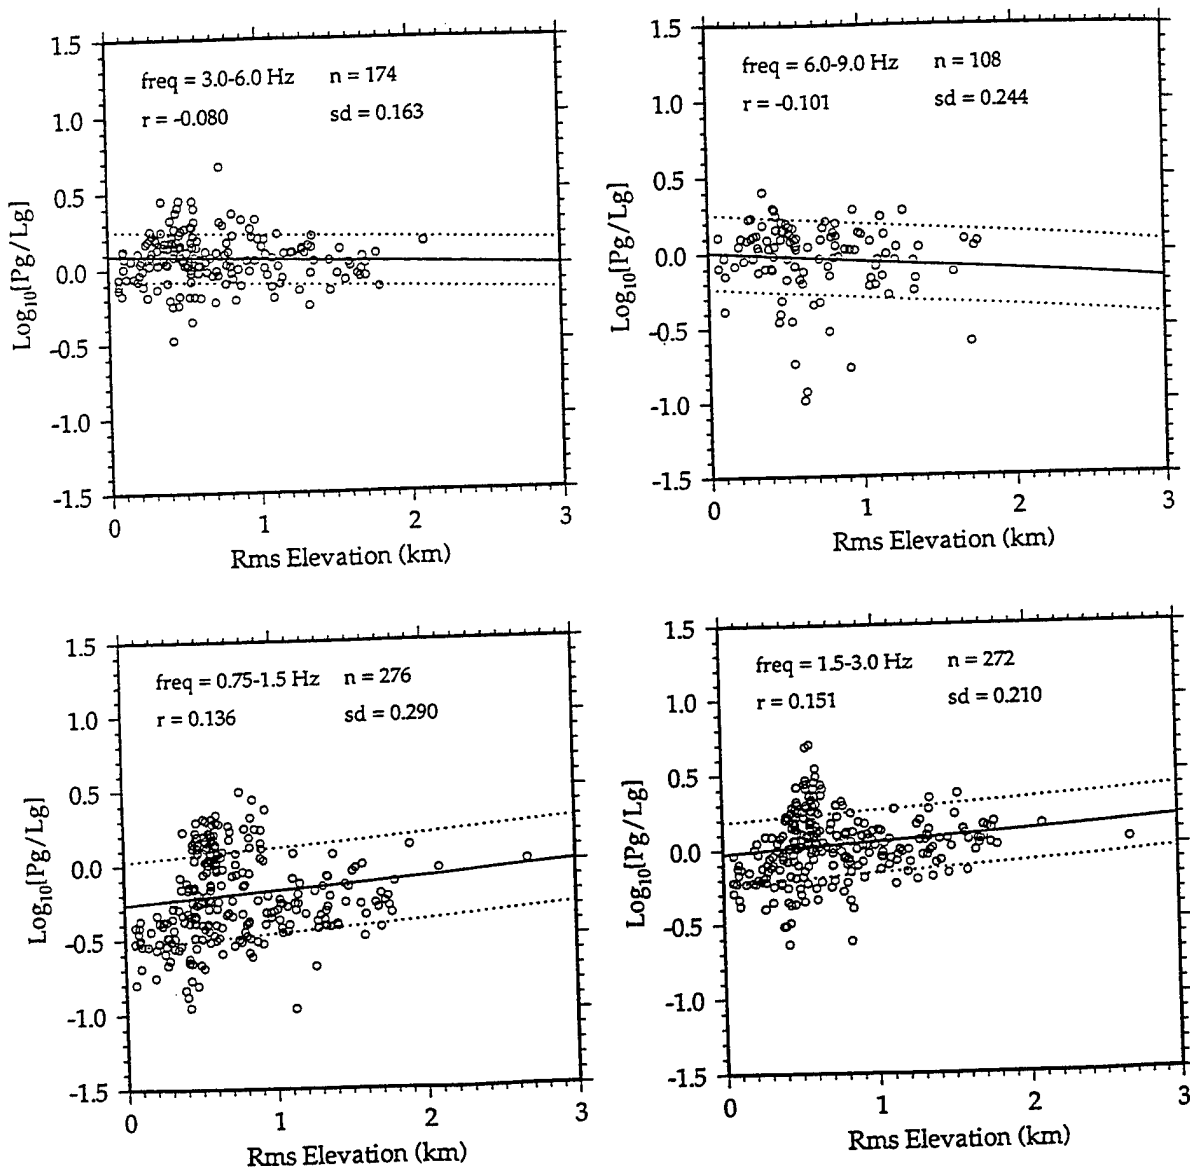 1.5
1.0
0.5
0.0
-0.5
-1.0
-1.5
Log10[Pg/Lg]
freq = 3.0-6.0 Hz n = 174
r = -0.080 sd = 0.163
0 1 2 3
Rms Elevation (km)
1.5
1.0
0.5
0.0
-0.5
-1.0
-1.5
Log10[Pg/Lg]
freq = 6.0-9.0 Hz n = 108
r = -0.101 sd = 0.244
0 1 2 3
Rms Elevation (km)
1.5
1.0
0.5
0.0
-0.5
-1.0
-1.5
Log10[Pg/Lg]
freq = 0.75-1.5 Hz n = 276
r = 0.136 sd = 0.290
0 1 2 3
Rms Elevation (km)
1.5
1.0
0.5
0.0
-0.5
-1.0
-1.5
Log10[Pg/Lg]
freq = 1.5-3.0 Hz n = 272
r = 0.151 sd = 0.210
0 1 2 3
Rms Elevation (km)